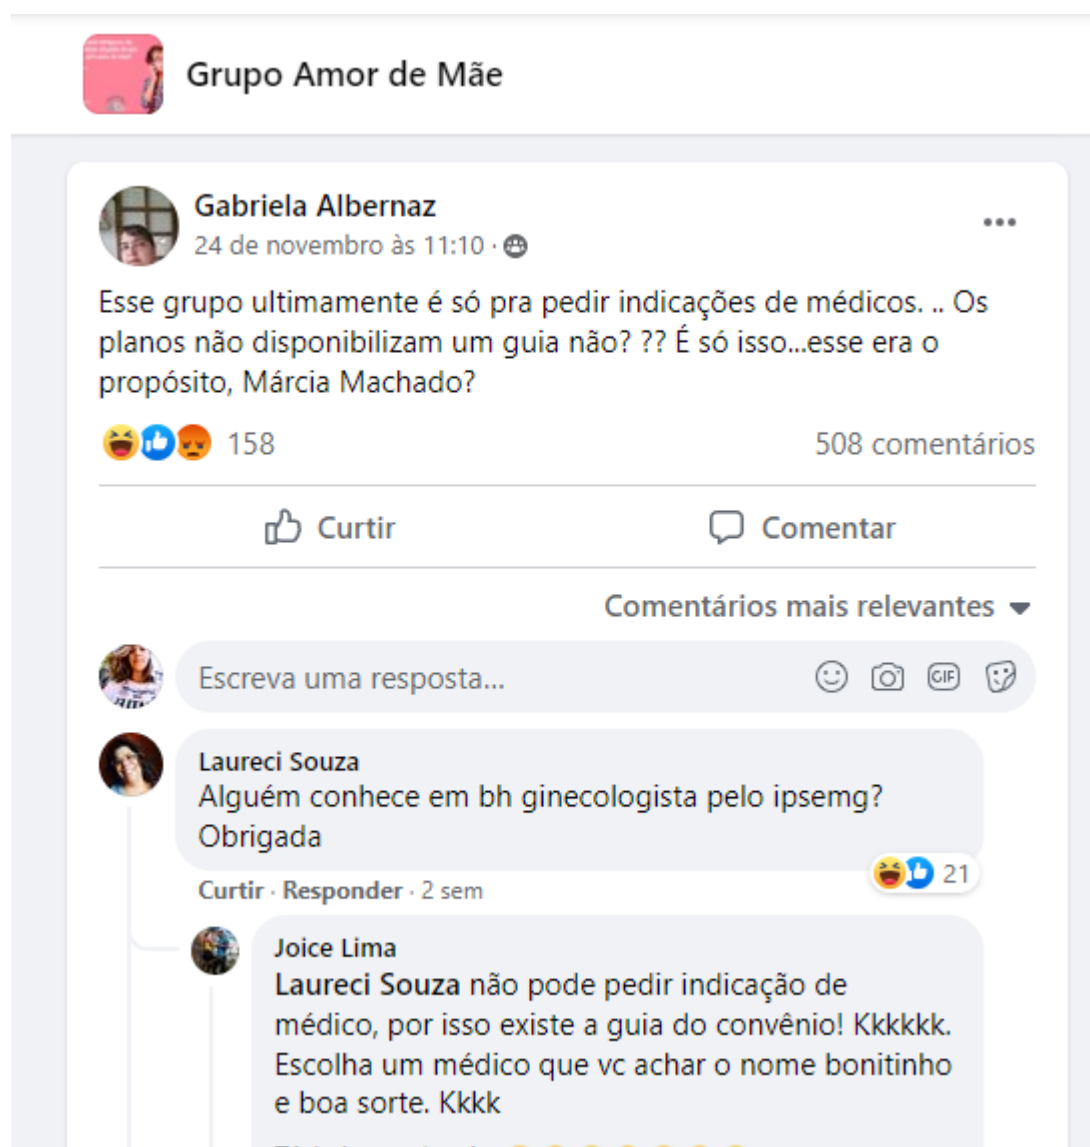 Grupo Amor de Mãe
Gabriela Albernaz
24 de novembro às 11:10 ·
Esse grupo ultimamente é só pra pedir indicações de médicos. .. Os
planos não disponibilizam um guia não? ?? É só isso...esse era o
propósito, Márcia Machado?
158
508 comentários
Curtir
Comentar
Comentários mais relevantes
Escreva uma resposta...
GIF
Laureci Souza
Alguém conhece em bh ginecologista pelo ipsemg?
Obrigada
21
Curtir · Responder · 2 sem
Joice Lima
Laureci Souza não pode pedir indicação de
médico, por isso existe a guia do convênio! Kkkkkk.
Escolha um médico que vc achar o nome bonitinho
e boa sorte. Kkkk